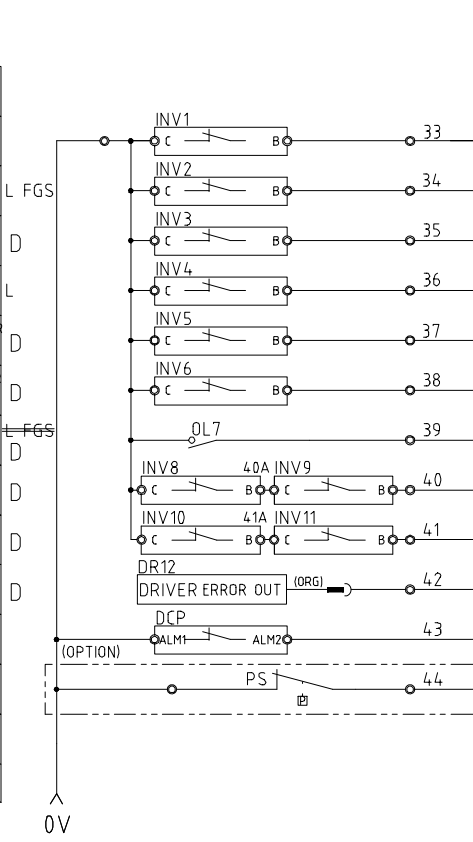 INV1
C B 33
INV2
L FGS C B 34
INV3
D C B 35
INV4
L C B 36
INV5
D C B 37
INV6
D C B 38
OL7 39
L FGS
D
INV8 40A INV9
D C B C B 40
INV10 41A INV11
D C B C B 41
DR12
D DRIVER ERROR OUT (ORG) 42
DCP
ALM1 ALM2 43
(OPTION)
PS 44
P
0V